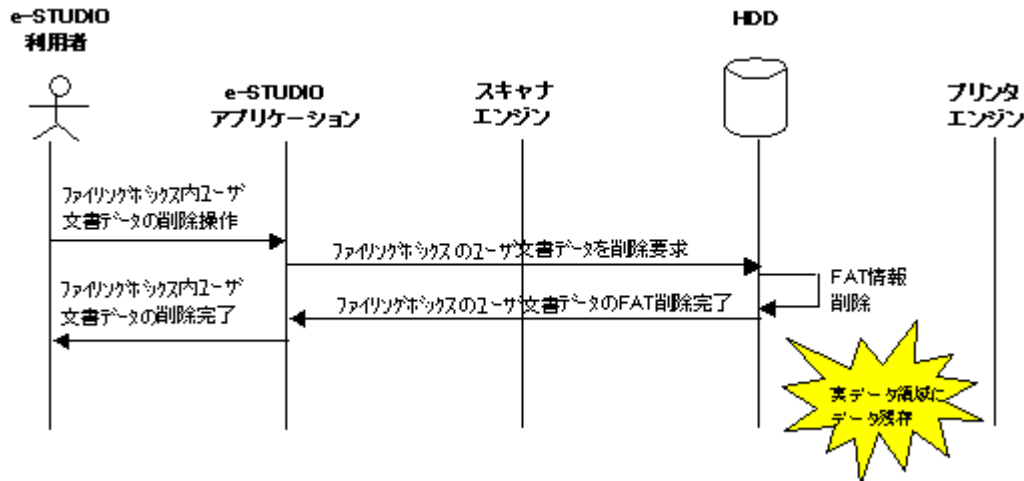 e-STUDIO
利用者
HDD
e-STUDIO
アプリケーション
スキャナ
エンジン
プリンタ
エンジン
ファイリングボックス内ユーザ
文書データの削除操作
ファイリングボックスのユーザ文書データを削除要求
FAT情報
削除
ファイリングボックス内ユーザ
文書データの削除完了
ファイリングボックスのユーザ文書データのFAT削除完了
実データ領域に
データ残存